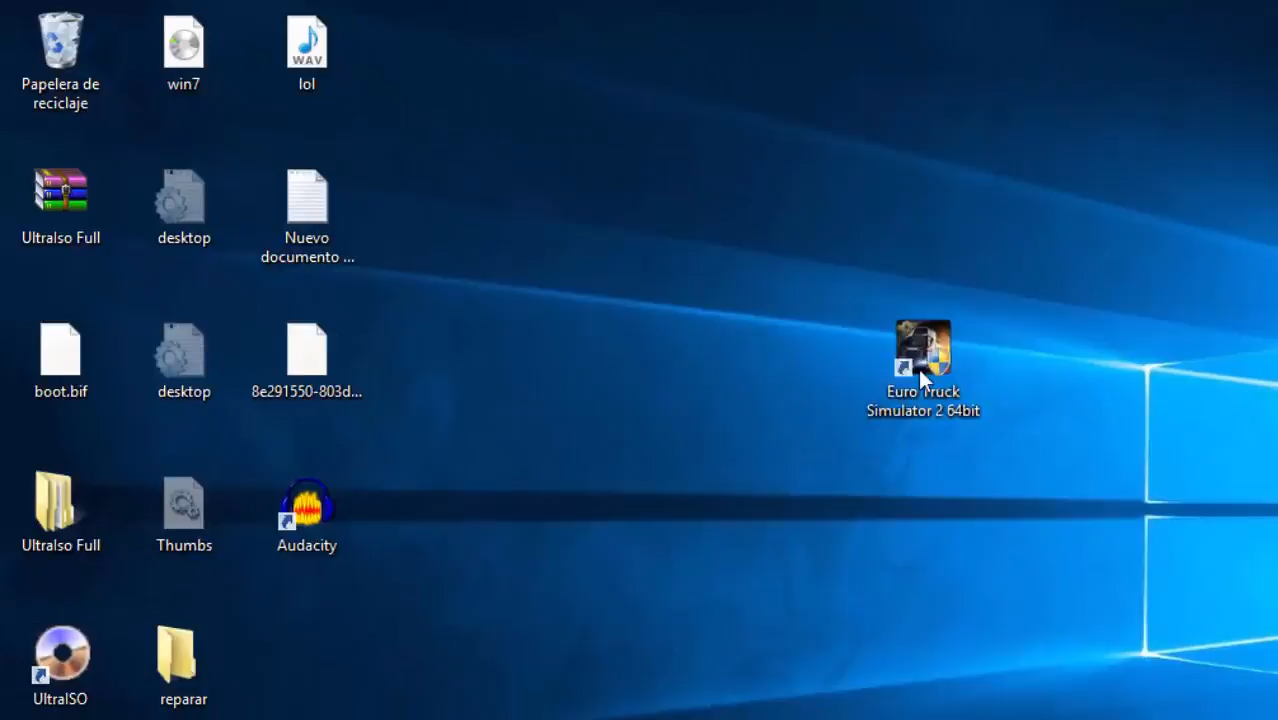 Papelera de
reciclaje
win7
WAV
lol
UltraIso Full
desktop
Nuevo
documento ...
boot.bif
desktop
8e291550-803d...
Euro Truck
Simulator 2 64bit
UltraIso Full
Thumbs
Audacity
UltraISO
reparar